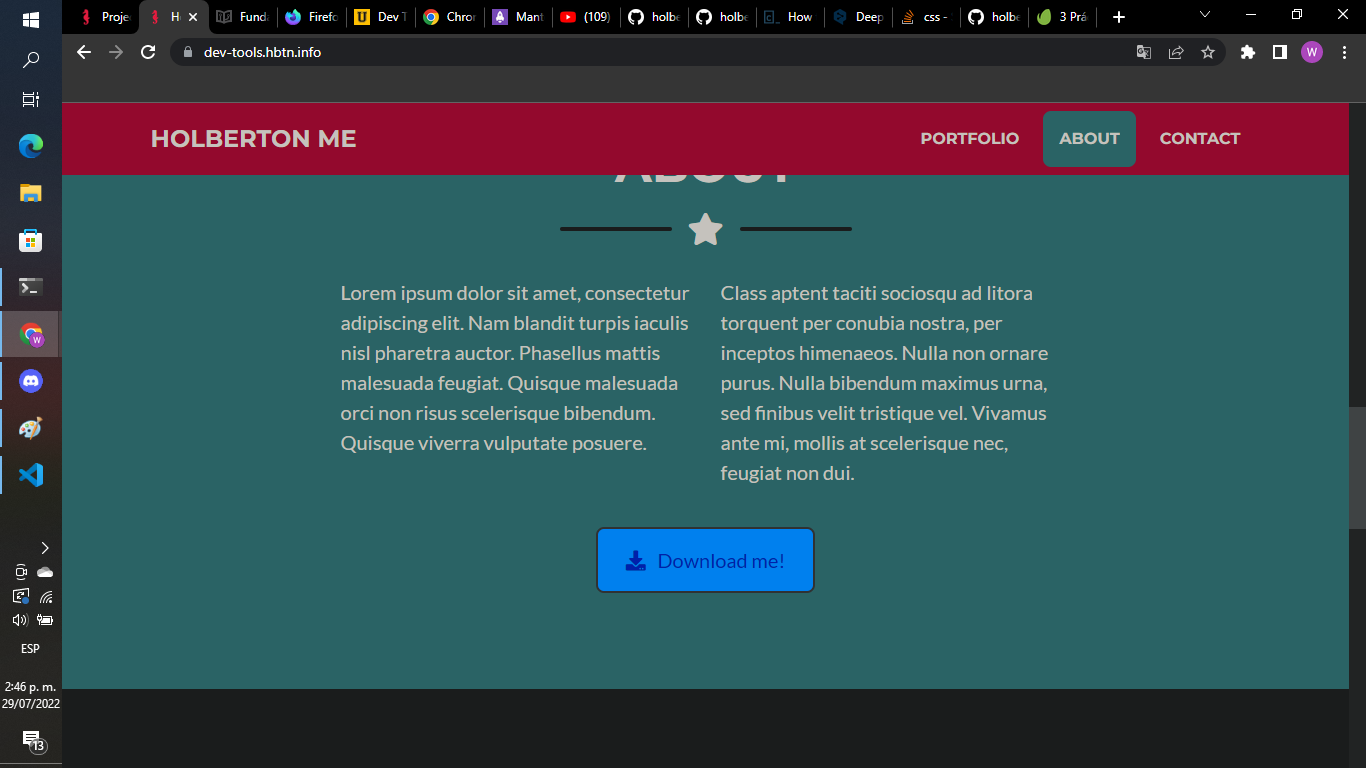 Proje
H
Funda
Firefo
Dev T
Chron
Mant
(109)
holbe
holbe
How
Deep
css -
holbe
3 Prá
dev-tools.hbtn.info
W
HOLBERTON ME
PORTFOLIO
ABOUT
CONTACT
ABOUT
Lorem ipsum dolor sit amet, consectetur
adipiscing elit. Nam blandit turpis iaculis
nisl pharetra auctor. Phasellus mattis
malesuada feugiat. Quisque malesuada
orci non risus scelerisque bibendum.
Quisque viverra vulputate posuere.
Class aptent taciti sociosqu ad litora
torquent per conubia nostra, per
inceptos himenaeos. Nulla non ornare
purus. Nulla bibendum maximus urna,
sed finibus velit tristique vel. Vivamus
ante mi, mollis at scelerisque nec,
feugiat non dui.
Download me!
ESP
2:46 p. m.
29/07/2022
13